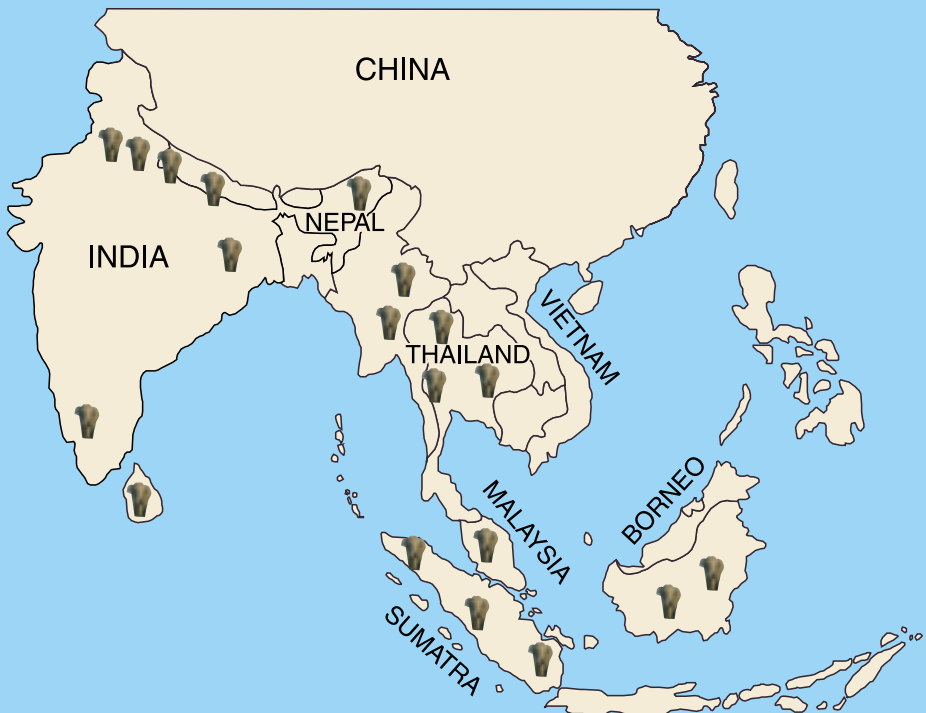 CHINA
NEPAL
INDIA
VIETNAM
THAILAND
BORNEO
MALAYSIA
SUMATRA